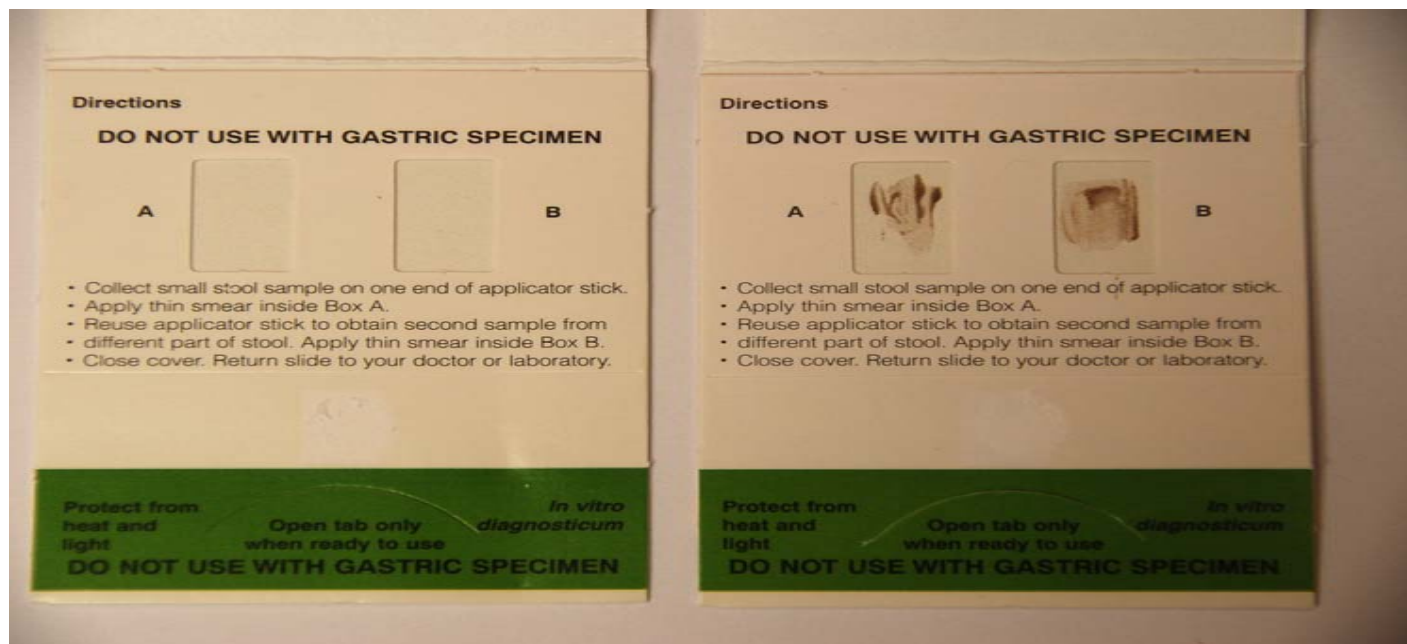 Directions
DO NOT USE WITH GASTRIC SPECIMEN
A B
• Collect small stool sample on one end of applicator stick.
• Apply thin smear inside Box A.
• Reuse applicator stick to obtain second sample from
• different part of stool. Apply thin smear inside Box B.
• Close cover. Return slide to your doctor or laboratory.
Protect from
heat and
light
Open tab only
when ready to use
In vitro
diagnosticum
DO NOT USE WITH GASTRIC SPECIMEN
Directions
DO NOT USE WITH GASTRIC SPECIMEN
A B
• Collect small stool sample on one end of applicator stick.
• Apply thin smear inside Box A.
• Reuse applicator stick to obtain second sample from
• different part of stool. Apply thin smear inside Box B.
• Close cover. Return slide to your doctor or laboratory.
Protect from
heat and
light
Open tab only
when ready to use
In vitro
diagnosticum
DO NOT USE WITH GASTRIC SPECIMEN